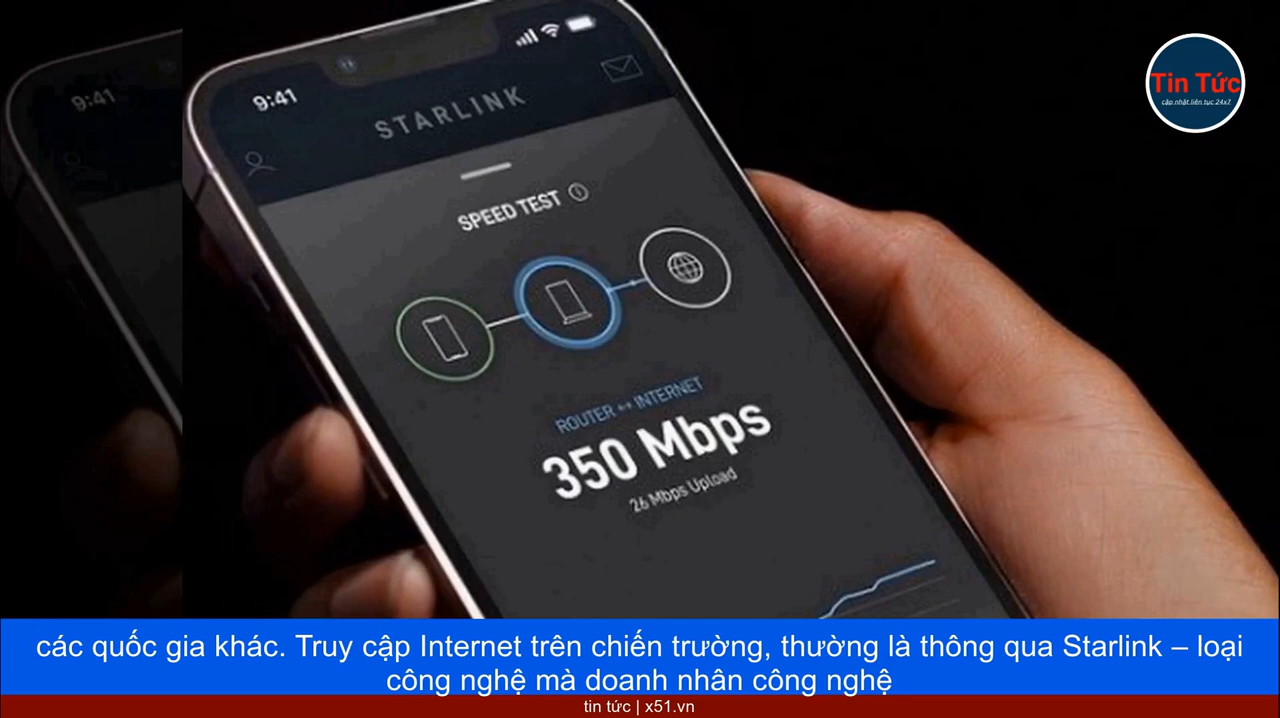 9:41
9:41
STARLINK
SPEED TEST
ROUTER ↔ INTERNET
350 Mbps
26 Mbps Upload
Tin Tức
cập nhật liên tục 24x7
các quốc gia khác. Truy cập Internet trên chiến trường, thường là thông qua Starlink – loại
công nghệ mà doanh nhân công nghệ
tin tức | x51.vn